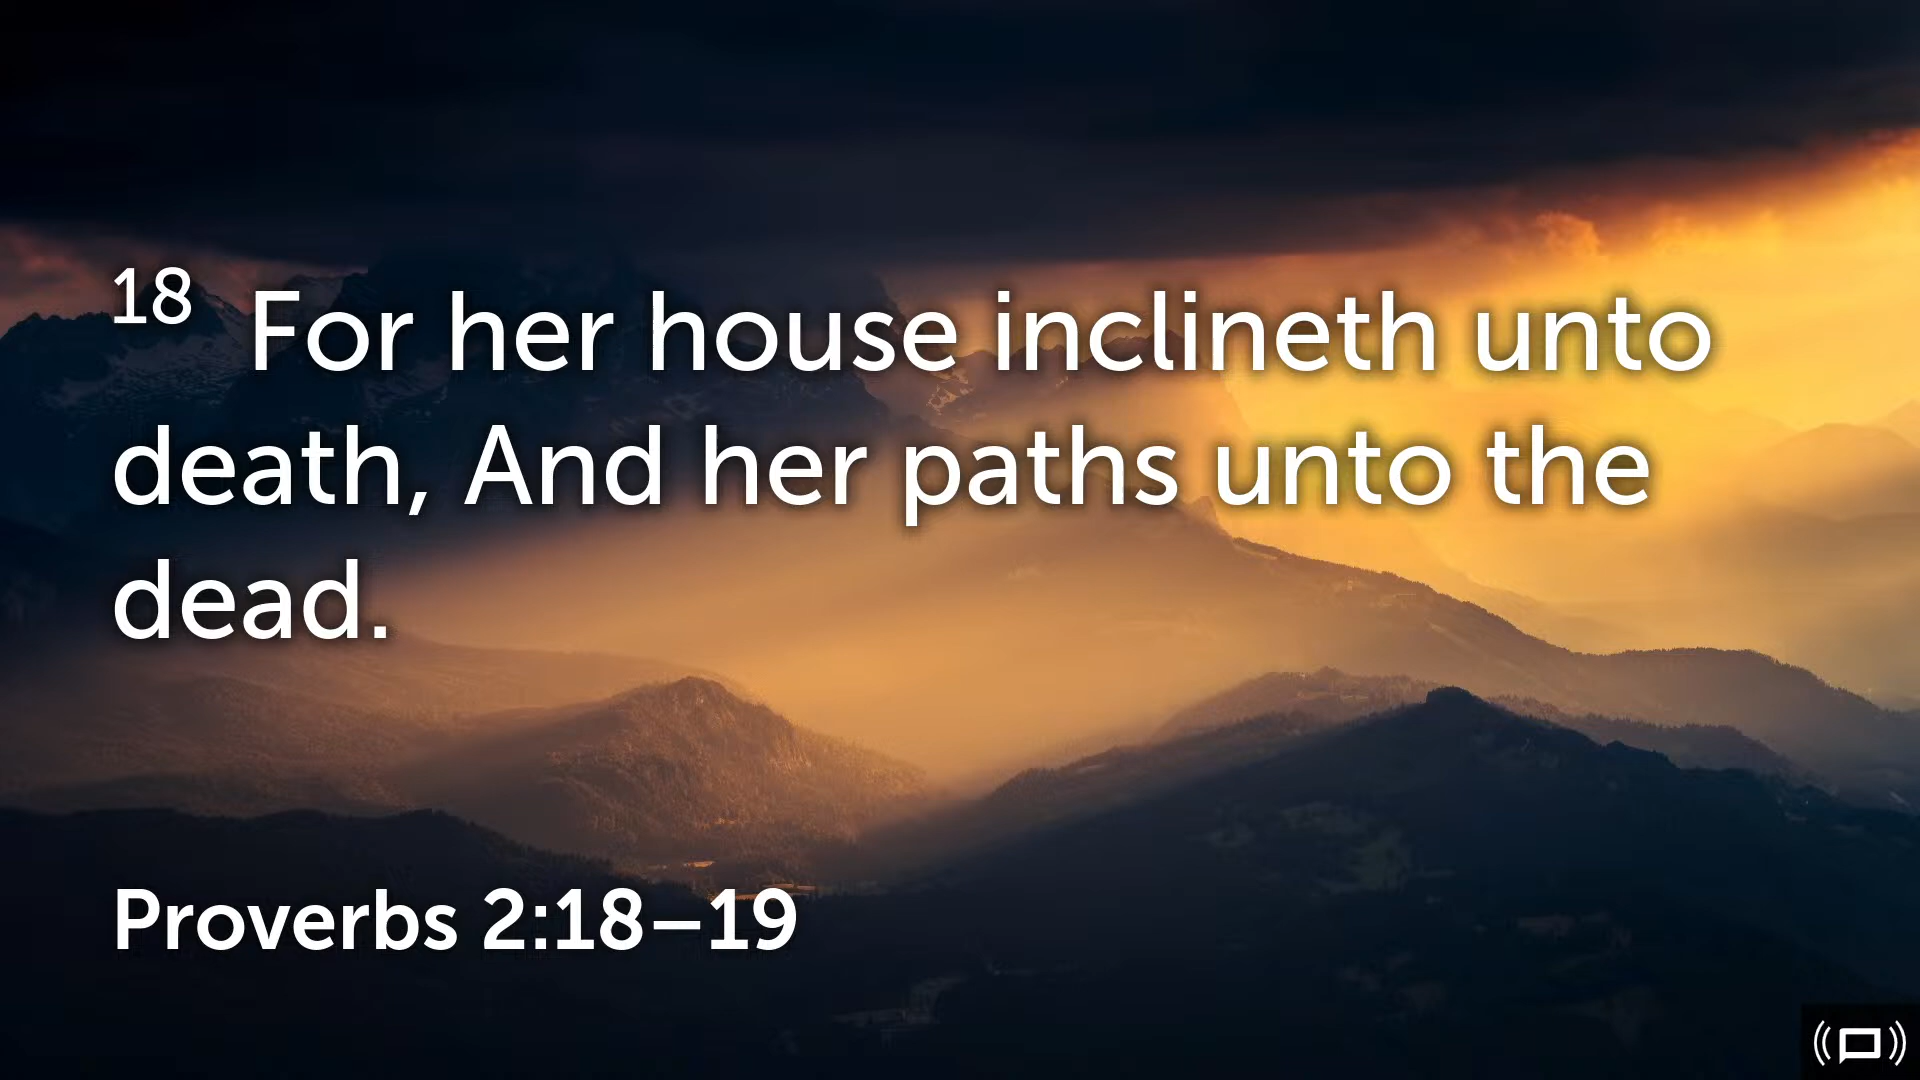 18 For her house inclineth unto
death, And her paths unto the
dead.
Proverbs 2:18–19